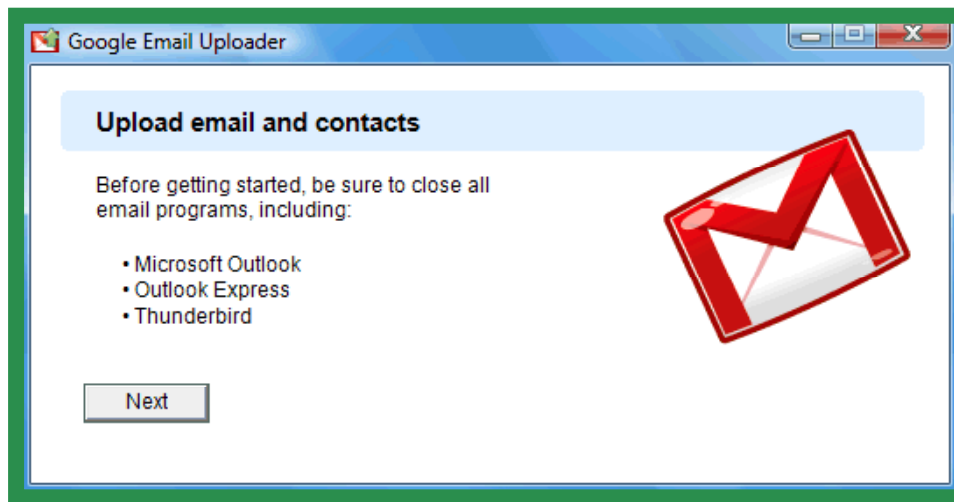 Google Email Uploader
Upload email and contacts
Before getting started, be sure to close all
email programs, including:
• Microsoft Outlook
• Outlook Express
• Thunderbird
Next